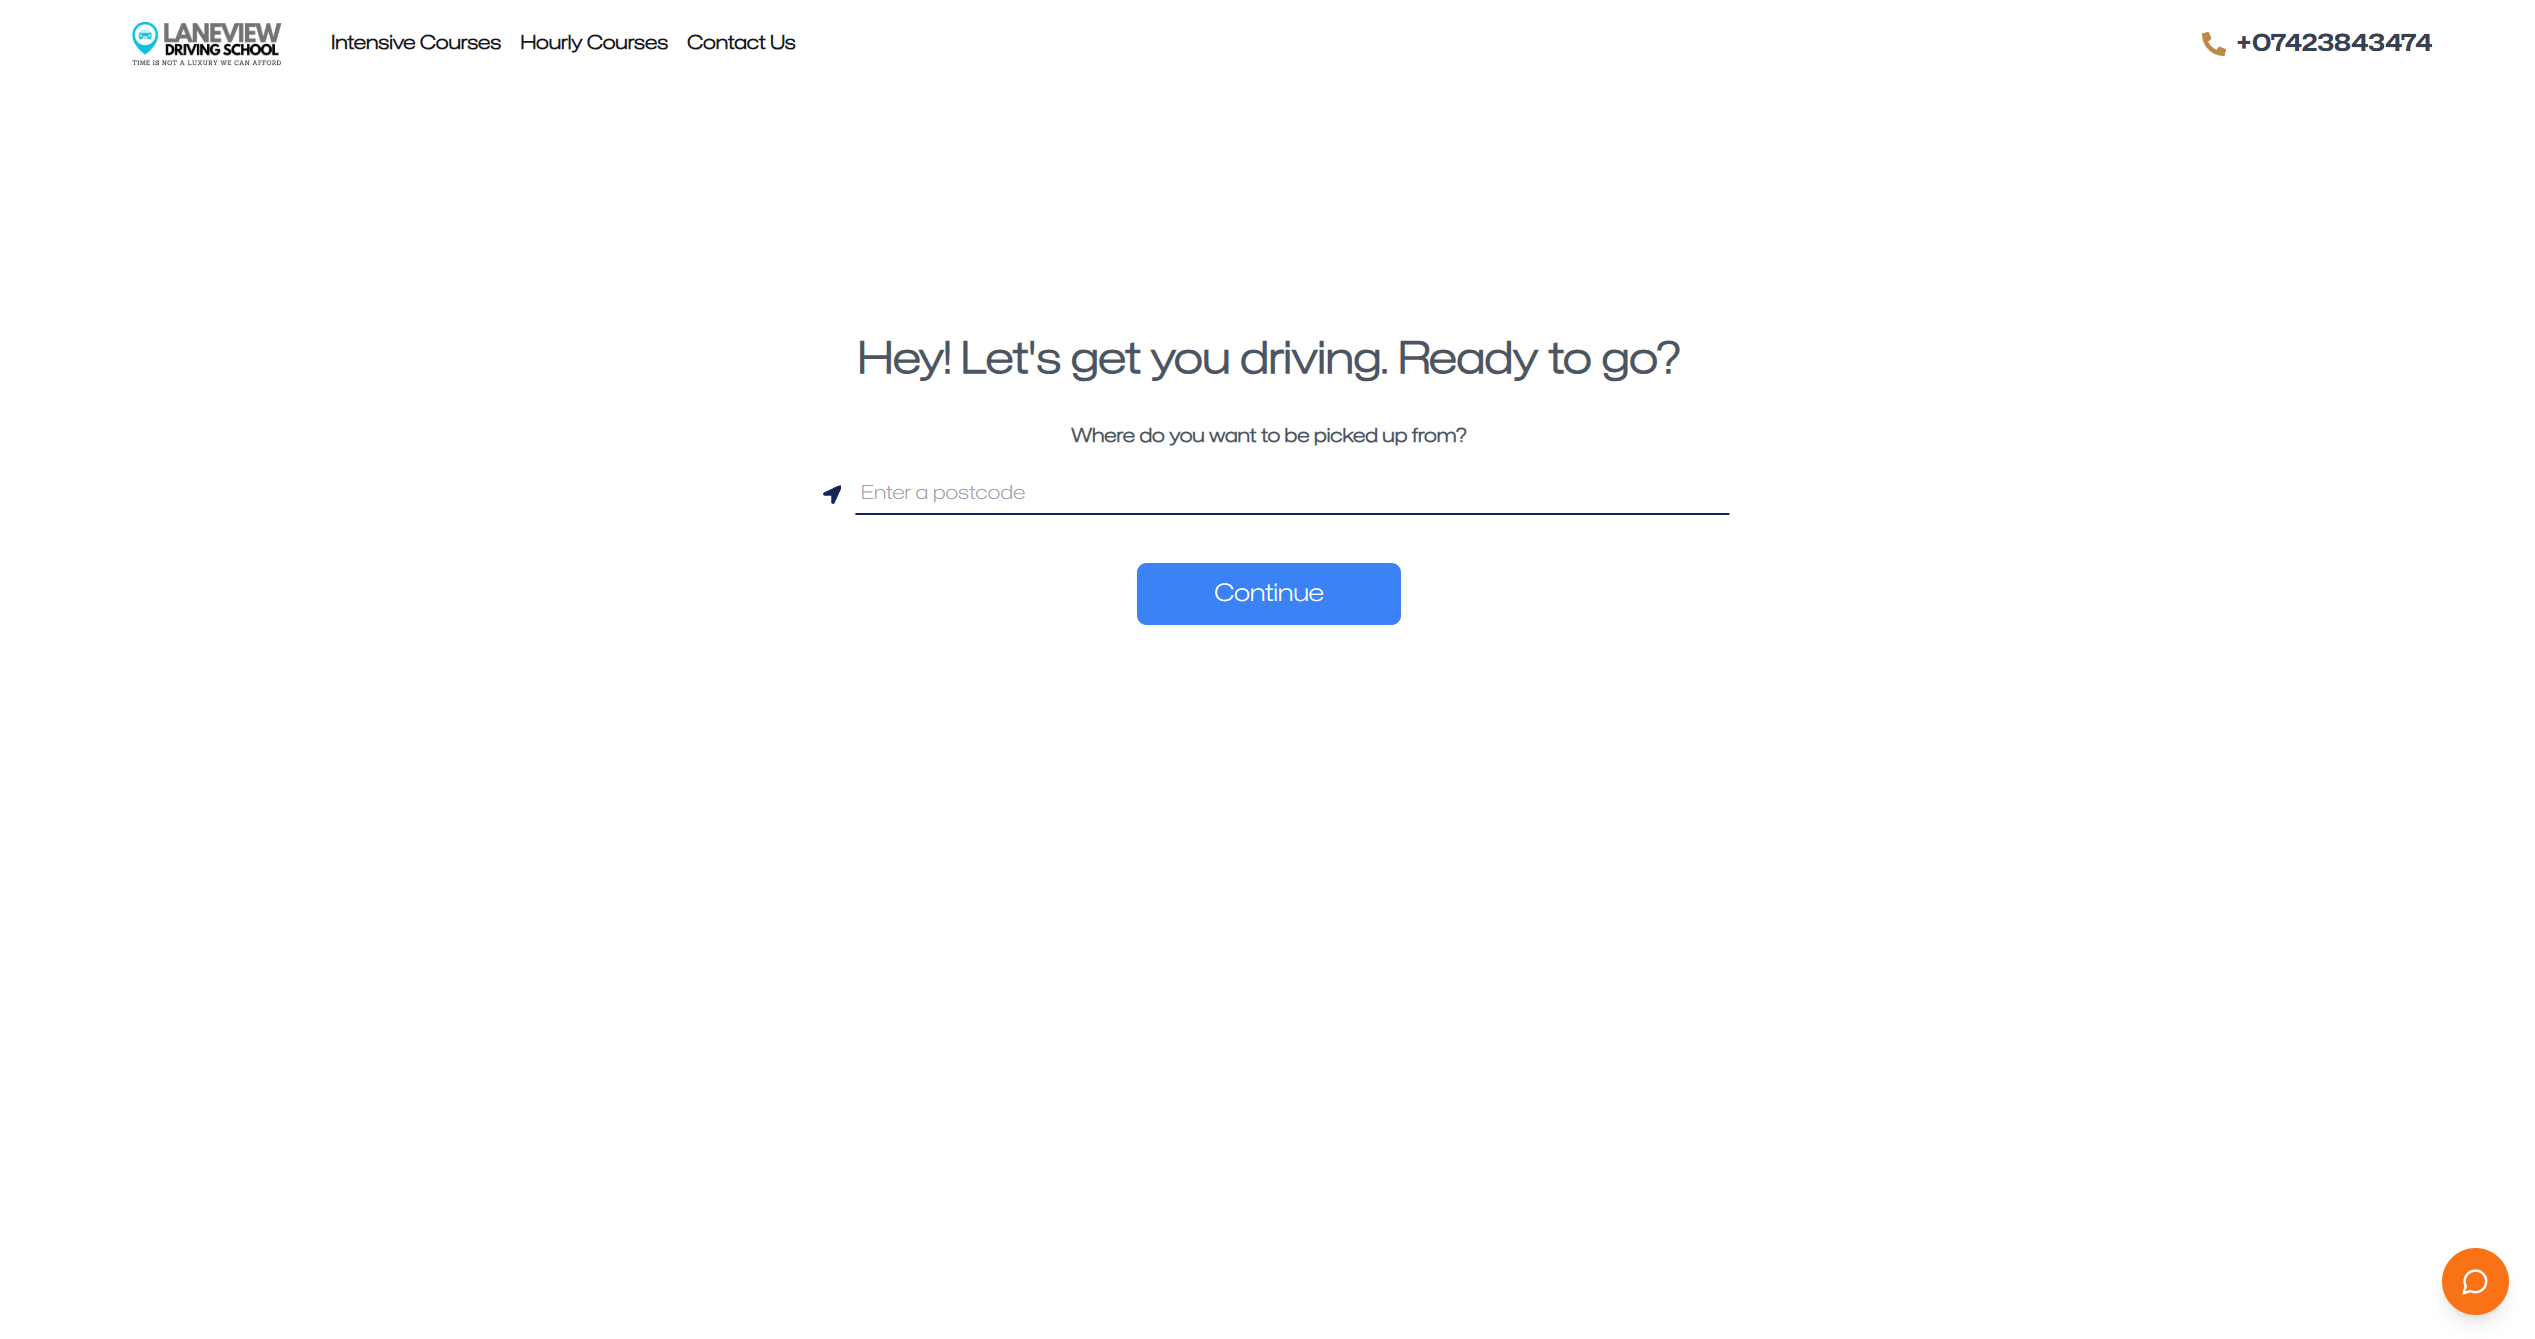 LANEVIEW
DRIVING SCHOOL
TIME IS NOT A LUXURY WE CAN AFFORD
Intensive Courses
Hourly Courses
Contact Us
+07423843474
Hey! Let's get you driving. Ready to go?
Where do you want to be picked up from?
Enter a postcode
Continue